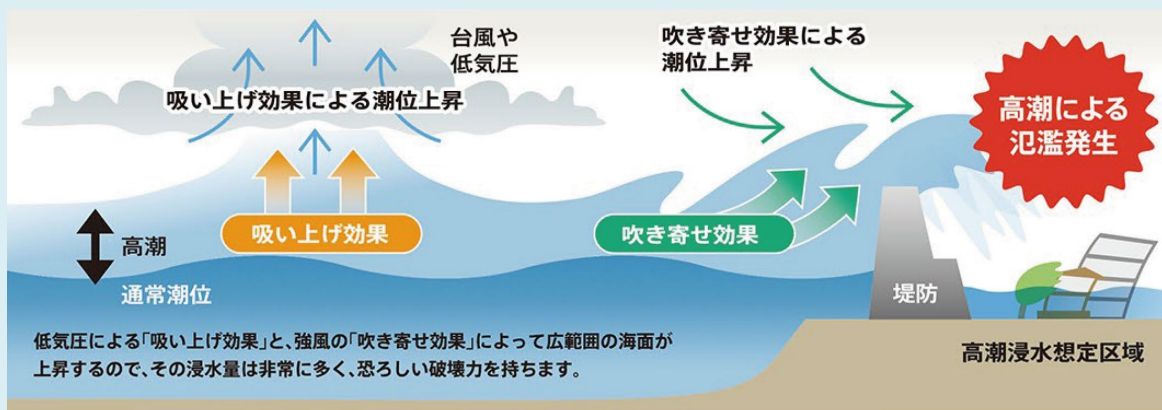 台風や
低気圧
吸い上げ効果による潮位上昇
吹き寄せ効果による
潮位上昇
高潮による
氾濫発生
吸い上げ効果
吹き寄せ効果
高潮
通常潮位
堤防
低気圧による「吸い上げ効果」と、強風の「吹き寄せ効果」によって広範囲の海面が
上昇するので、その浸水量は非常に多く、恐ろしい破壊力を持ちます。
高潮浸水想定区域